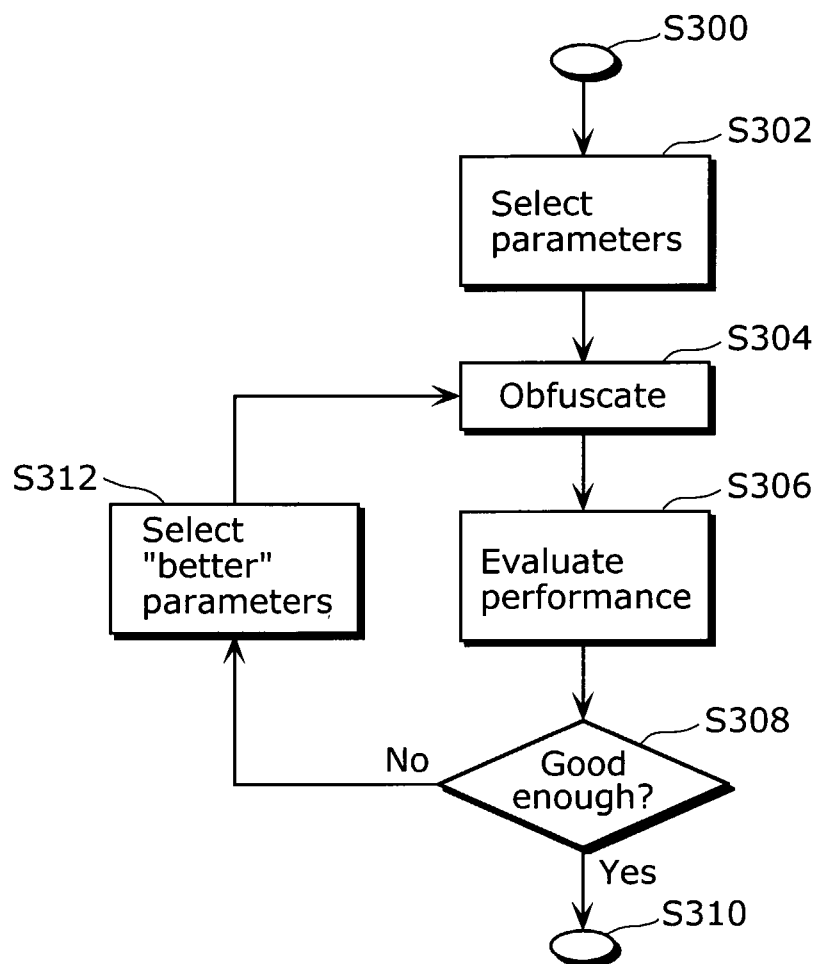 S300
S302
Select
parameters
S304
Obfuscate
S312
Select
"better"
parameters
S306
Evaluate
performance
S308
Good
enough?
No
Yes
S310